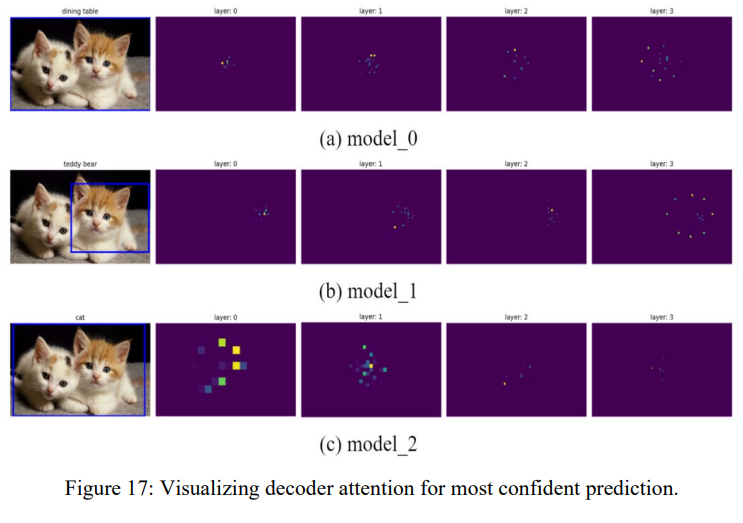 dining table
layer: 0
layer: 1
layer: 2
layer: 3
(a) model_0
teddy bear
layer: 0
layer: 1
layer: 2
layer: 3
(b) model_1
cat
layer: 0
layer: 1
layer: 2
layer: 3
(c) model_2
Figure 17: Visualizing decoder attention for most confident prediction.